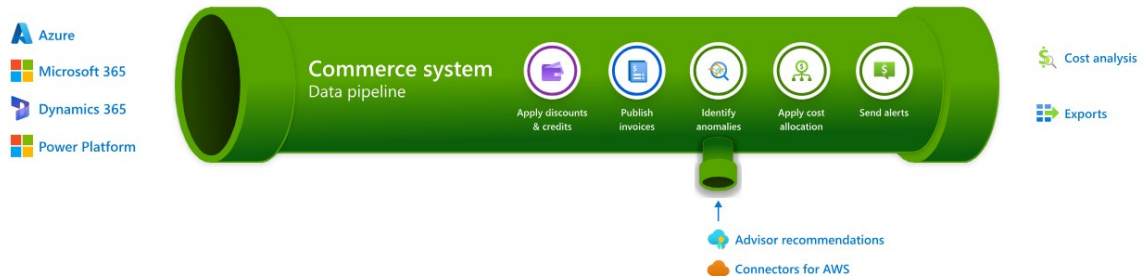 Azure
Microsoft 365
Dynamics 365
Power Platform
Commerce system
Data pipeline
Apply discounts
& credits
Publish
invoices
Identify
anomalies
Apply cost
allocation
Send alerts
Cost analysis
Exports
Advisor recommendations
Connectors for AWS